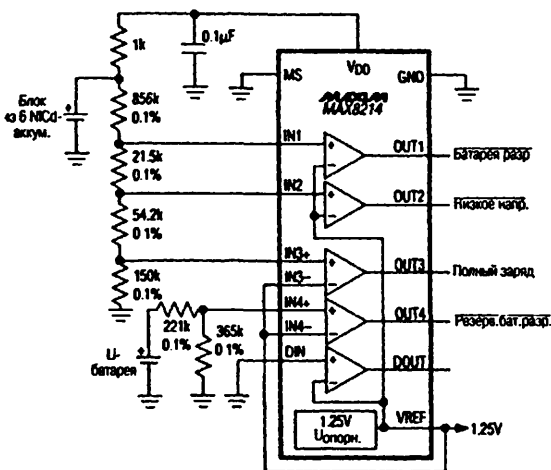 1k
0.1µF
VDD
MS
GND
MAXIM
MAX8214
Блок
из 6 NiCd-
аккум.
856k
0.1%
IN1
OUT1
Батарея разр
21.5k
0.1%
IN2
OUT2
Низкое напр.
54.2k
0 1%
IN3+
IN3–
OUT3
Полный заряд
150k
0.1%
IN4+
IN4–
OUT4
Резерв.бат.разр.
221k
0.1%
365k
0 1%
U-
батарея
DIN
DOUT
1.25V
Uопорн.
VREF
1.25V